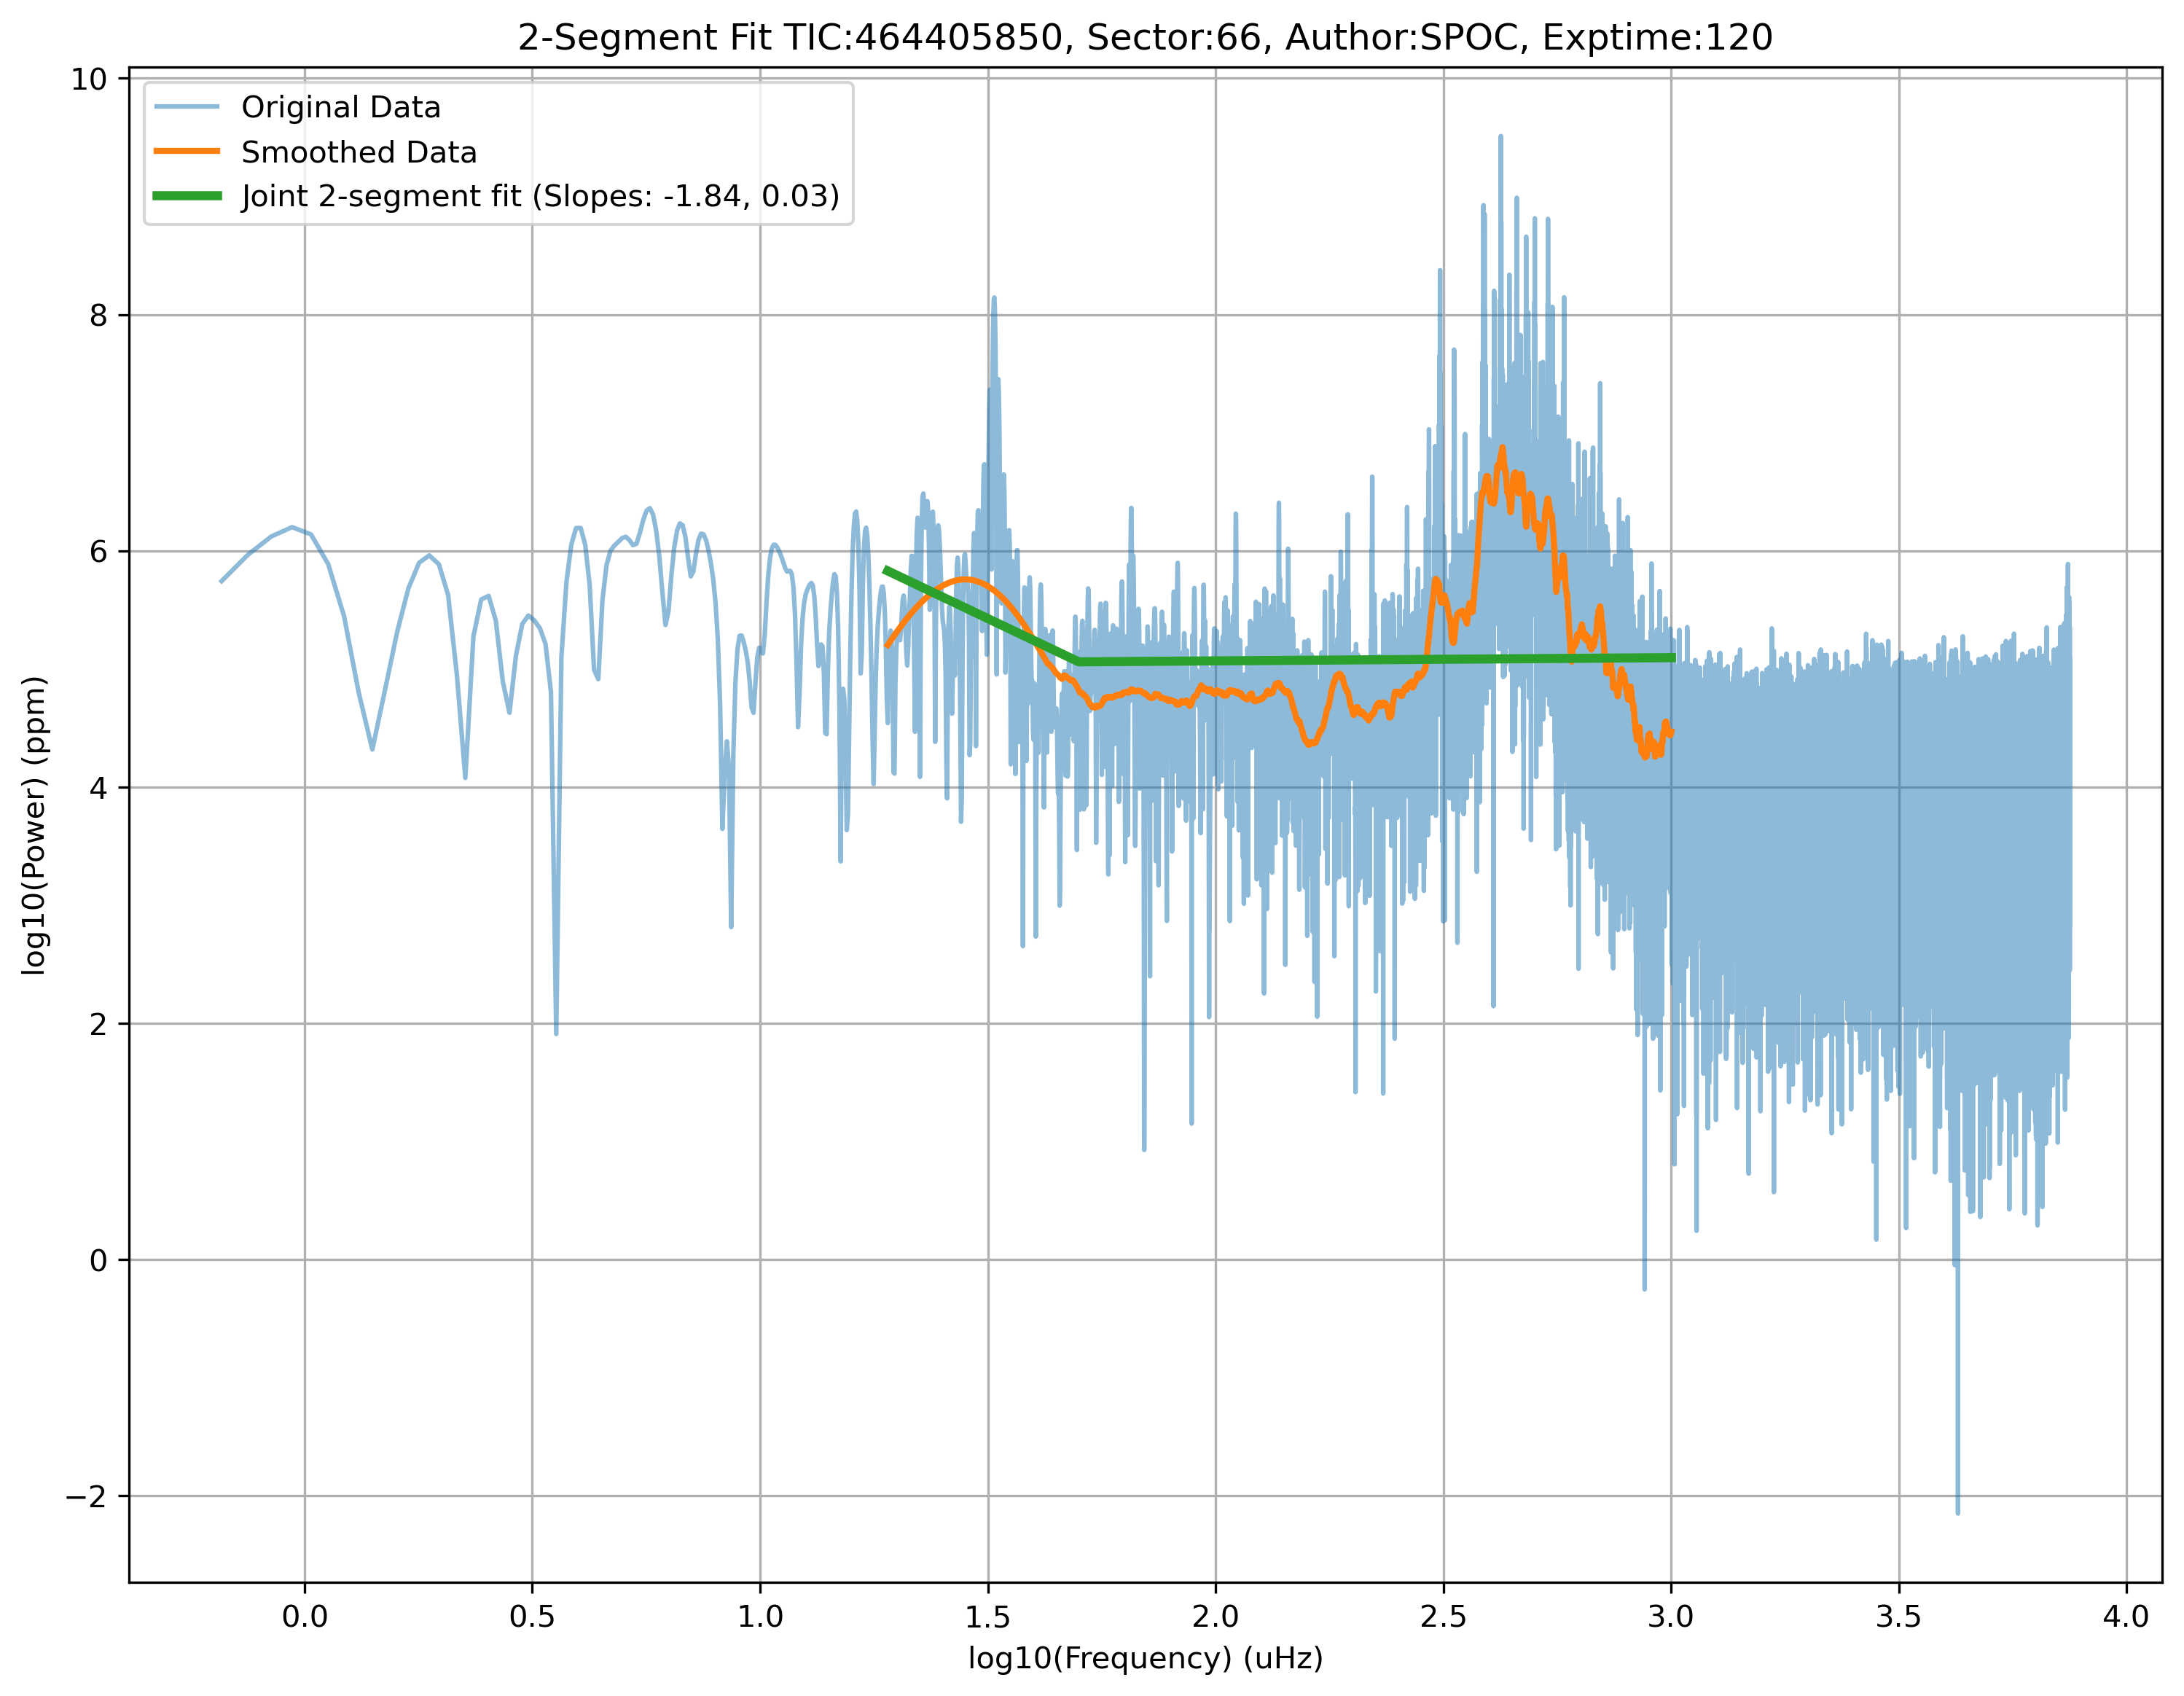 2-Segment Fit TIC:464405850, Sector:66, Author:SPOC, Exptime:120
Original Data
Smoothed Data
Joint 2-segment fit (Slopes: -1.84, 0.03)
log10(Power) (ppm)
10
8
6
4
2
0
−2
0.0 0.5 1.0 1.5 2.0 2.5 3.0 3.5 4.0
log10(Frequency) (uHz)